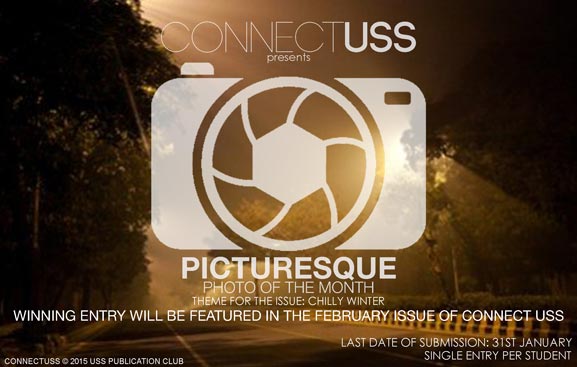 CONNECTUSS
presents
PICTURESQUE
PHOTO OF THE MONTH
THEME FOR THE ISSUE: CHILLY WINTER
WINNING ENTRY WILL BE FEATURED IN THE FEBRUARY ISSUE OF CONNECT USS
LAST DATE OF SUBMISSION: 31ST JANUARY
SINGLE ENTRY PER STUDENT
CONNECTUSS © 2015 USS PUBLICATION CLUB